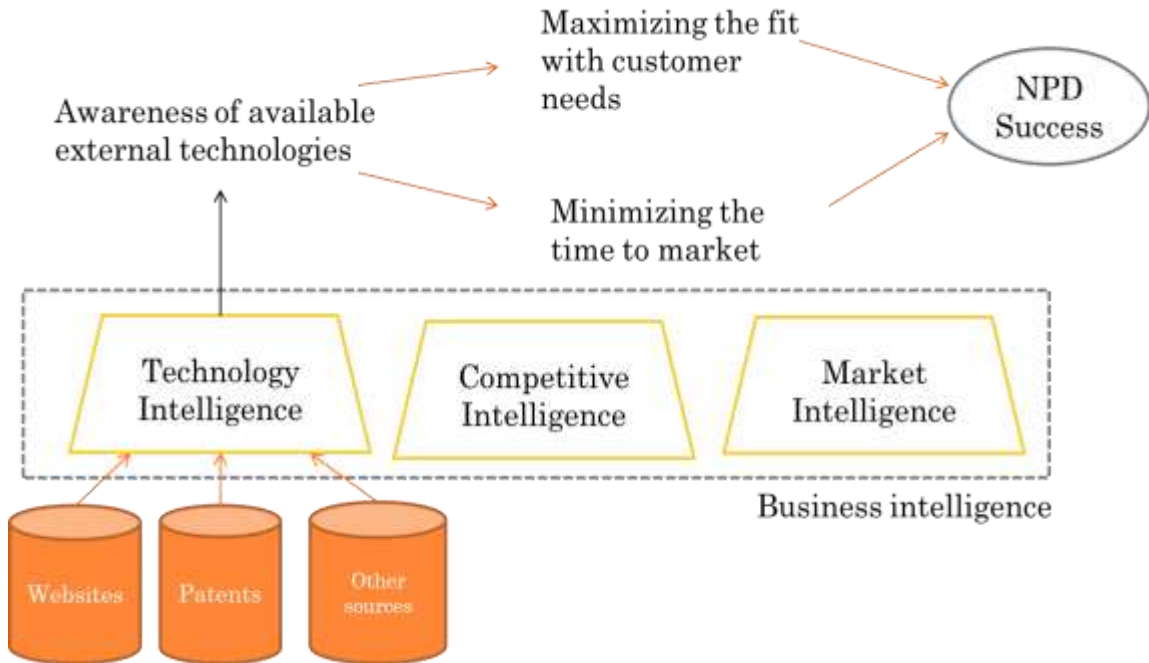 Maximizing the fit
with customer
needs
NPD
Success
Awareness of available
external technologies
Minimizing the
time to market
Technology
Intelligence
Competitive
Intelligence
Market
Intelligence
Business intelligence
Websites
Patents
Other
sources